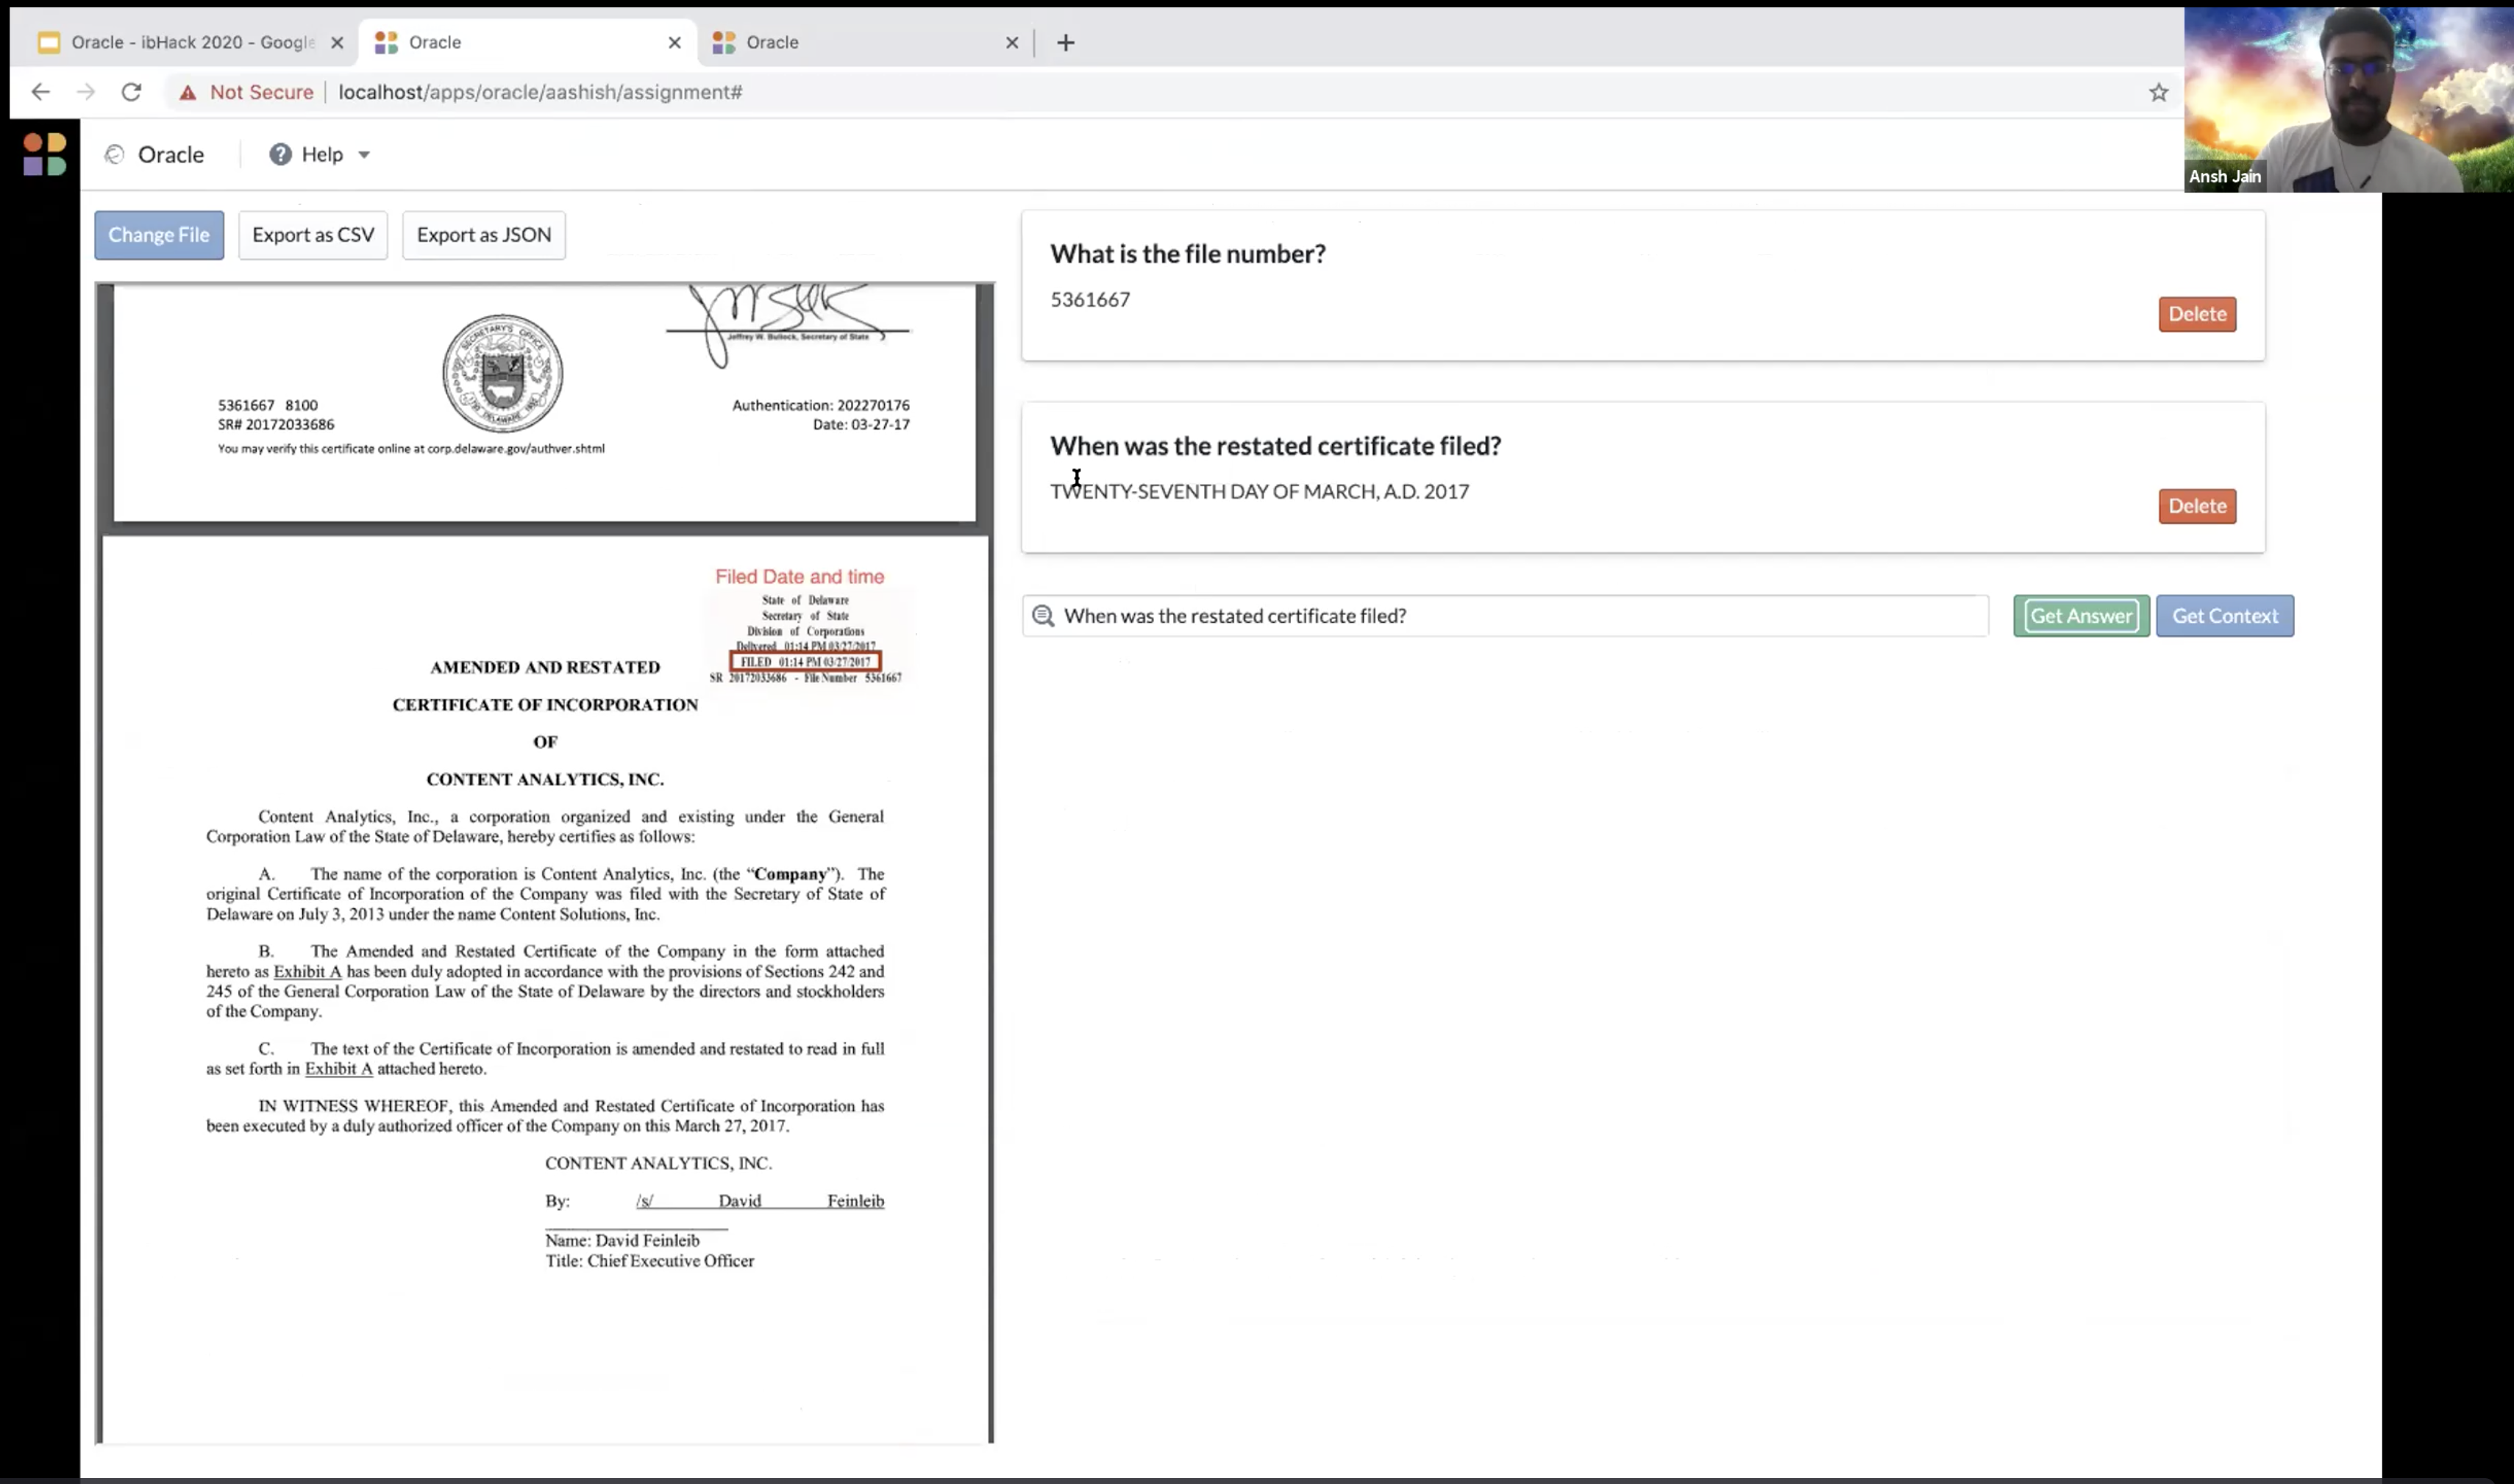 Oracle - ibHack 2020 - Google
Oracle
Oracle
Not Secure
localhost/apps/oracle/aashish/assignment#
Ansh Jain
Oracle
Help
Change File
Export as CSV
Export as JSON
Jeffrey W. Bullock, Secretary of State
5361667 8100
SR# 20172033686
Authentication: 202270176
Date: 03-27-17
You may verify this certificate online at corp.delaware.gov/authver.shtml
Filed Date and time
State of Delaware
Secretary of State
Division of Corporations
Delivered 01:14 PM 03/27/2017
FILED 01:14 PM 03/27/2017
SR 20172033686 - File Number 5361667
AMENDED AND RESTATED
CERTIFICATE OF INCORPORATION
OF
CONTENT ANALYTICS, INC.
Content Analytics, Inc., a corporation organized and existing under the General
Corporation Law of the State of Delaware, hereby certifies as follows:
A. The name of the corporation is Content Analytics, Inc. (the “Company”). The
original Certificate of Incorporation of the Company was filed with the Secretary of State of
Delaware on July 3, 2013 under the name Content Solutions, Inc.
B. The Amended and Restated Certificate of the Company in the form attached
hereto as Exhibit A has been duly adopted in accordance with the provisions of Sections 242 and
245 of the General Corporation Law of the State of Delaware by the directors and stockholders
of the Company.
C. The text of the Certificate of Incorporation is amended and restated to read in full
as set forth in Exhibit A attached hereto.
IN WITNESS WHEREOF, this Amended and Restated Certificate of Incorporation has
been executed by a duly authorized officer of the Company on this March 27, 2017.
CONTENT ANALYTICS, INC.
By: /s/ David Feinleib
Name: David Feinleib
Title: Chief Executive Officer
What is the file number?
5361667
Delete
When was the restated certificate filed?
TWENTY-SEVENTH DAY OF MARCH, A.D. 2017
Delete
When was the restated certificate filed?
Get Answer
Get Context